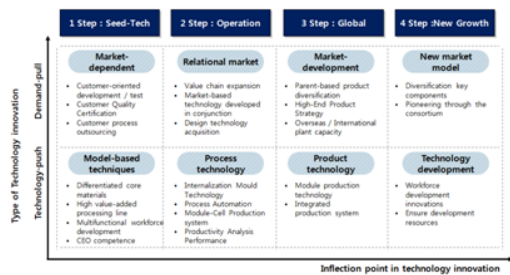 1 Step : Seed-Tech
2 Step : Operation
3 Step : Global
4 Step :New Growth
Type of Technology innovation
Demand-pull
Technology-push
Market-
dependent
• Customer-oriented
development / test
• Customer Quality
Certification
• Customer process
outsourcing
Relational market
• Value chain expansion
• Market-based
technology developed
in conjunction
• Design technology
acquisition
Market-
development
• Parent-based product
diversification
• High-End Product
Strategy
• Overseas / International
plant capacity
New market
model
• Diversification key
components
• Pioneering through the
consortium
Model-based
techniques
• Differentiated core
materials
• High value-added
processing line
• Multifunctional workforce
development
• CEO competence
Process
technology
• Internalization Mould
Technology
• Process Automation
• Module-Cell Production
system
• Productivity Analysis
Performance
Product
technology
• Module production
technology
• Integrated
production system
Technology
development
• Workforce
development
innovations
• Ensure development
resources
Inflection point in technology innovation